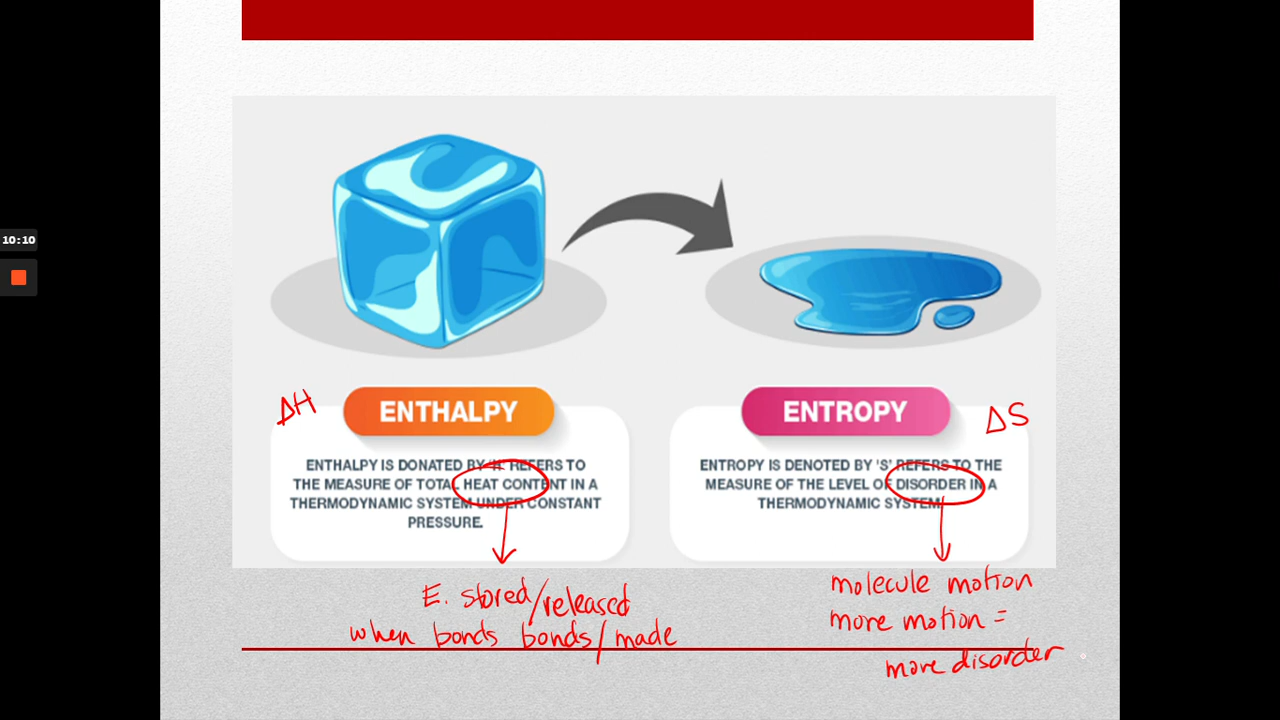 10:10
ΔH
ENTHALPY
ENTHALPY IS DONATED BY 'H' REFERS TO
THE MEASURE OF TOTAL HEAT CONTENT IN A
THERMODYNAMIC SYSTEM UNDER CONSTANT
PRESSURE.
E. stored/released
when bonds bonds/made
ENTROPY
ΔS
ENTROPY IS DENOTED BY 'S' REFERS TO THE
MEASURE OF THE LEVEL OF DISORDER IN A
THERMODYNAMIC SYSTEM.
molecule motion
more motion =
more disorder